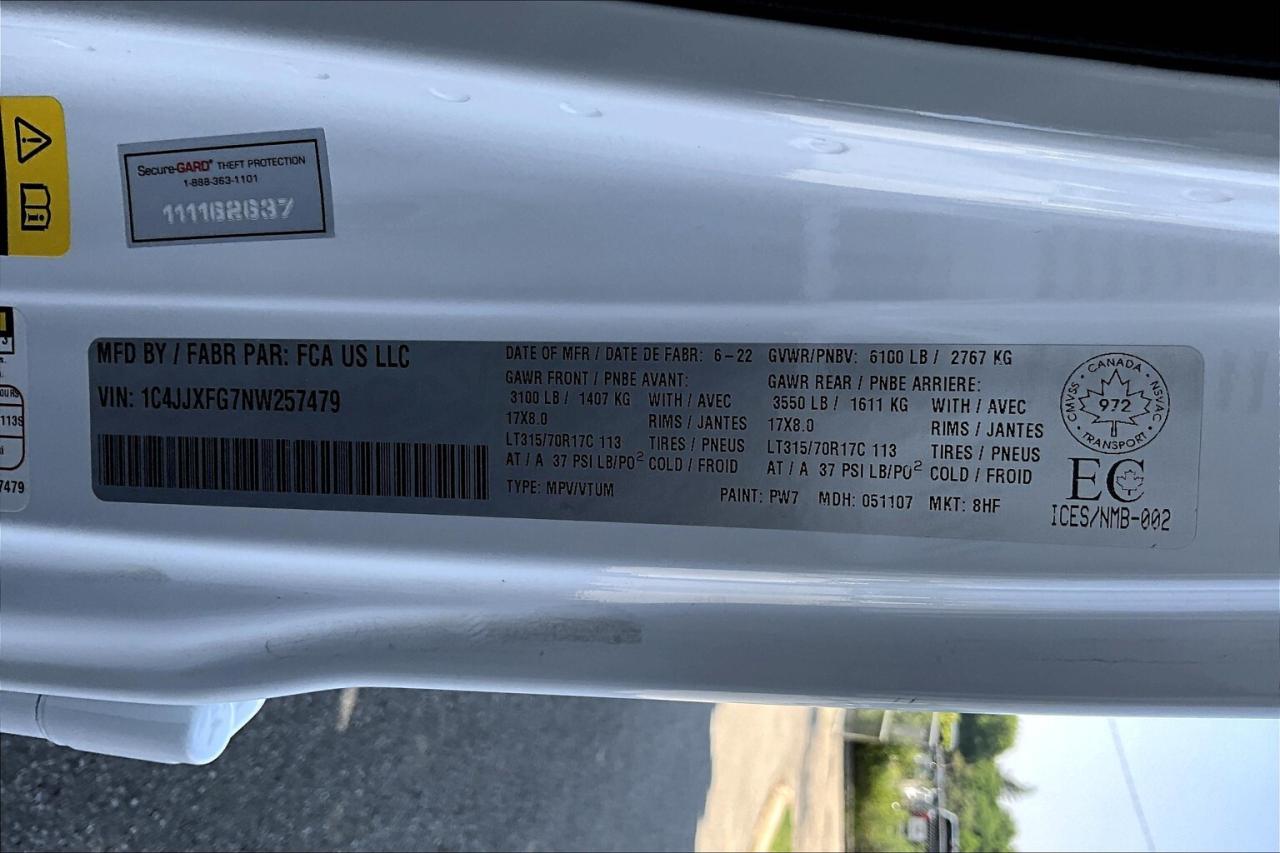 Secure-GARD® THEFT PROTECTION
1-888-363-1101
111162637
MFD BY / FABR PAR: FCA US LLC
VIN: 1C4JJXFG7NW257479
DATE OF MFR / DATE DE FABR: 6-22
GVWR/PNBV: 6100 LB / 2767 KG
GAWR FRONT / PNBE AVANT:
3100 LB / 1407 KG WITH / AVEC
17X8.0 RIMS / JANTES
LT315/70R17C 113 TIRES / PNEUS
AT / A 37 PSI LB/PO² COLD / FROID
GAWR REAR / PNBE ARRIERE:
3550 LB / 1611 KG WITH / AVEC
17X8.0 RIMS / JANTES
LT315/70R17C 113 TIRES / PNEUS
AT / A 37 PSI LB/PO² COLD / FROID
TYPE: MPV/VTUM
PAINT: PW7 MDH: 051107 MKT: 8HF
CMVSS · CANADA · NSVAC
972
· TRANSPORT ·
EC
ICES/NMB-002
113S
7479